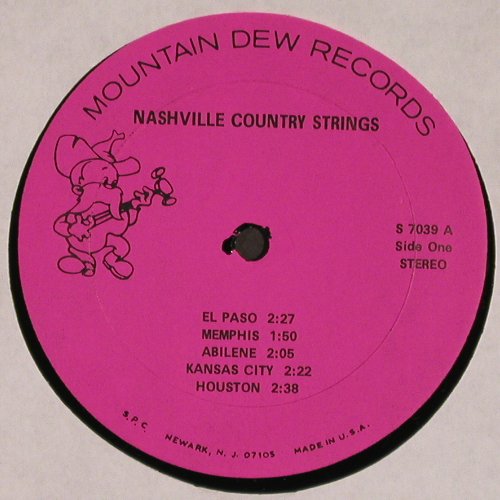 MOUNTAIN DEW RECORDS
NASHVILLE COUNTRY STRINGS
S 7039 A
Side One
STEREO
EL PASO 2:27
MEMPHIS 1:50
ABILENE 2:05
KANSAS CITY 2:22
HOUSTON 2:38
S.P.C. NEWARK, N. J. 07105 MADE IN U.S.A.